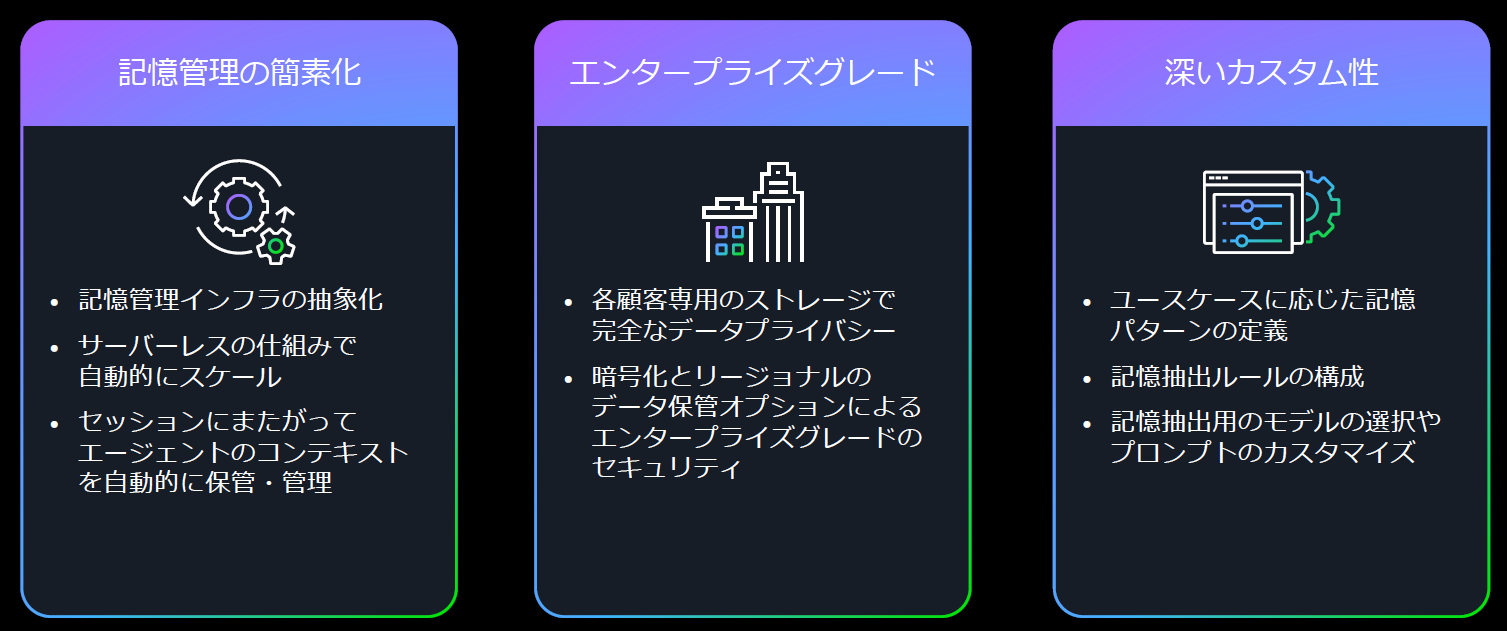 記憶管理の簡素化
• 記憶管理インフラの抽象化
• サーバーレスの仕組みで
自動的にスケール
• セッションにまたがって
エージェントのコンテキスト
を自動的に保管・管理
エンタープライズグレード
• 各顧客専用のストレージで
完全なデータプライバシー
• 暗号化とリージョナルの
データ保管オプションによる
エンタープライズグレードの
セキュリティ
深いカスタム性
• ユースケースに応じた記憶
パターンの定義
• 記憶抽出ルールの構成
• 記憶抽出用のモデルの選択や
プロンプトのカスタマイズ